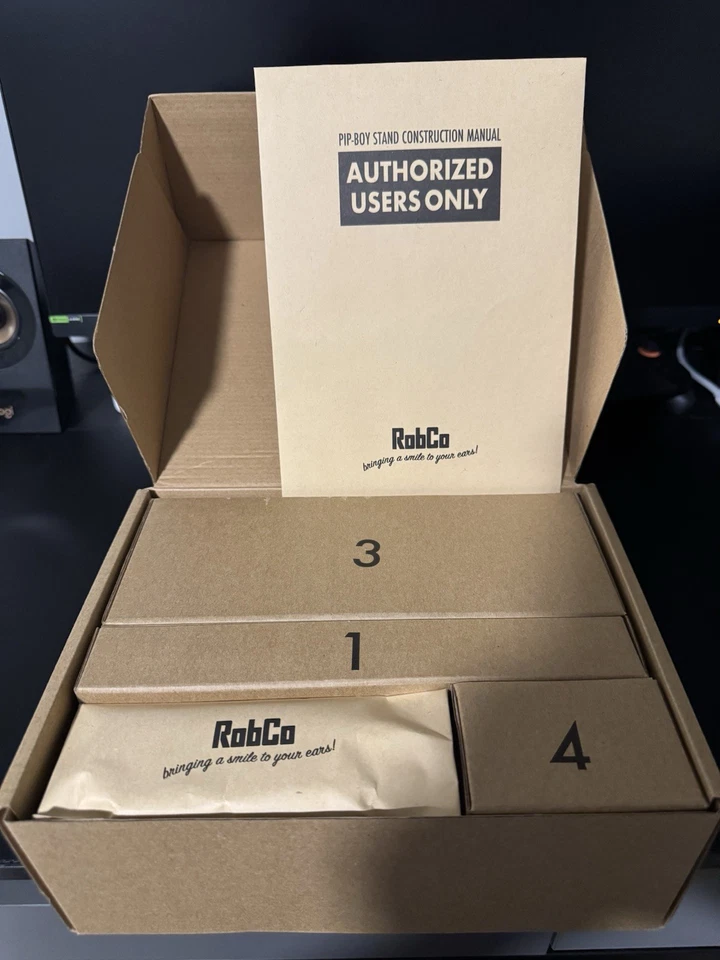 PIP-BOY STAND CONSTRUCTION MANUAL
AUTHORIZED
USERS ONLY
RobCo
bringing a smile to your ears!
3
1
RobCo
bringing a smile to your ears!
4